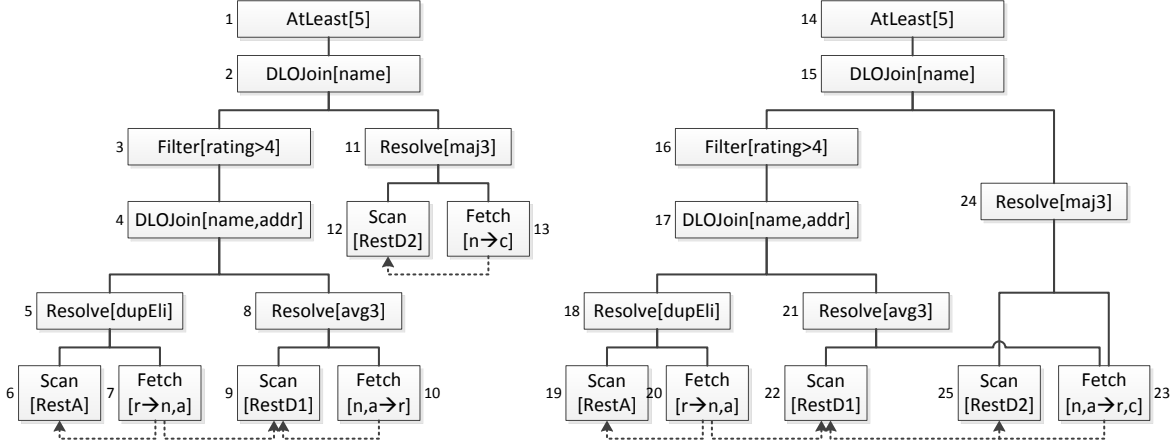 1 AtLeast[5]
2 DLOJoin[name]
3 Filter[rating>4]
11 Resolve[maj3]
4 DLOJoin[name,addr]
12 Scan
[RestD2]
Fetch 13
[n→c]
5 Resolve[dupEli]
8 Resolve[avg3]
6 Scan
[RestA]
7 Fetch
[r→n,a]
9 Scan
[RestD1]
Fetch 10
[n,a→r]
14 AtLeast[5]
15 DLOJoin[name]
16 Filter[rating>4]
24 Resolve[maj3]
17 DLOJoin[name,addr]
18 Resolve[dupEli]
21 Resolve[avg3]
19 Scan
[RestA]
20 Fetch
[r→n,a]
22 Scan
[RestD1]
25 Scan
[RestD2]
Fetch 23
[n,a→r,c]